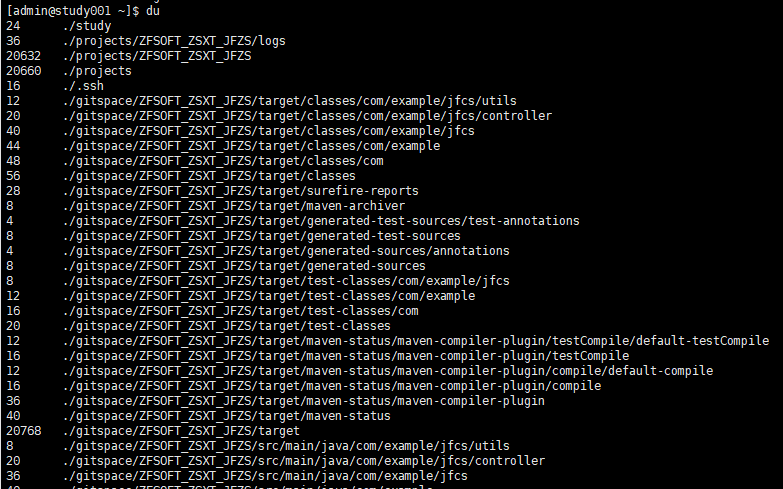 [admin@study001 ~]$ du
24 ./study
36 ./projects/ZFSOFT_ZSXT_JFZS/logs
20632 ./projects/ZFSOFT_ZSXT_JFZS
20660 ./projects
16 ./.ssh
12 ./gitspace/ZFSOFT_ZSXT_JFZS/target/classes/com/example/jfcs/utils
20 ./gitspace/ZFSOFT_ZSXT_JFZS/target/classes/com/example/jfcs/controller
40 ./gitspace/ZFSOFT_ZSXT_JFZS/target/classes/com/example/jfcs
44 ./gitspace/ZFSOFT_ZSXT_JFZS/target/classes/com/example
48 ./gitspace/ZFSOFT_ZSXT_JFZS/target/classes/com
56 ./gitspace/ZFSOFT_ZSXT_JFZS/target/classes
28 ./gitspace/ZFSOFT_ZSXT_JFZS/target/surefire-reports
8 ./gitspace/ZFSOFT_ZSXT_JFZS/target/maven-archiver
4 ./gitspace/ZFSOFT_ZSXT_JFZS/target/generated-test-sources/test-annotations
8 ./gitspace/ZFSOFT_ZSXT_JFZS/target/generated-test-sources
4 ./gitspace/ZFSOFT_ZSXT_JFZS/target/generated-sources/annotations
8 ./gitspace/ZFSOFT_ZSXT_JFZS/target/generated-sources
8 ./gitspace/ZFSOFT_ZSXT_JFZS/target/test-classes/com/example/jfcs
12 ./gitspace/ZFSOFT_ZSXT_JFZS/target/test-classes/com/example
16 ./gitspace/ZFSOFT_ZSXT_JFZS/target/test-classes/com
20 ./gitspace/ZFSOFT_ZSXT_JFZS/target/test-classes
12 ./gitspace/ZFSOFT_ZSXT_JFZS/target/maven-status/maven-compiler-plugin/testCompile/default-testCompile
16 ./gitspace/ZFSOFT_ZSXT_JFZS/target/maven-status/maven-compiler-plugin/testCompile
12 ./gitspace/ZFSOFT_ZSXT_JFZS/target/maven-status/maven-compiler-plugin/compile/default-compile
16 ./gitspace/ZFSOFT_ZSXT_JFZS/target/maven-status/maven-compiler-plugin/compile
36 ./gitspace/ZFSOFT_ZSXT_JFZS/target/maven-status/maven-compiler-plugin
40 ./gitspace/ZFSOFT_ZSXT_JFZS/target/maven-status
20768 ./gitspace/ZFSOFT_ZSXT_JFZS/target
8 ./gitspace/ZFSOFT_ZSXT_JFZS/src/main/java/com/example/jfcs/utils
20 ./gitspace/ZFSOFT_ZSXT_JFZS/src/main/java/com/example/jfcs/controller
36 ./gitspace/ZFSOFT_ZSXT_JFZS/src/main/java/com/example/jfcs